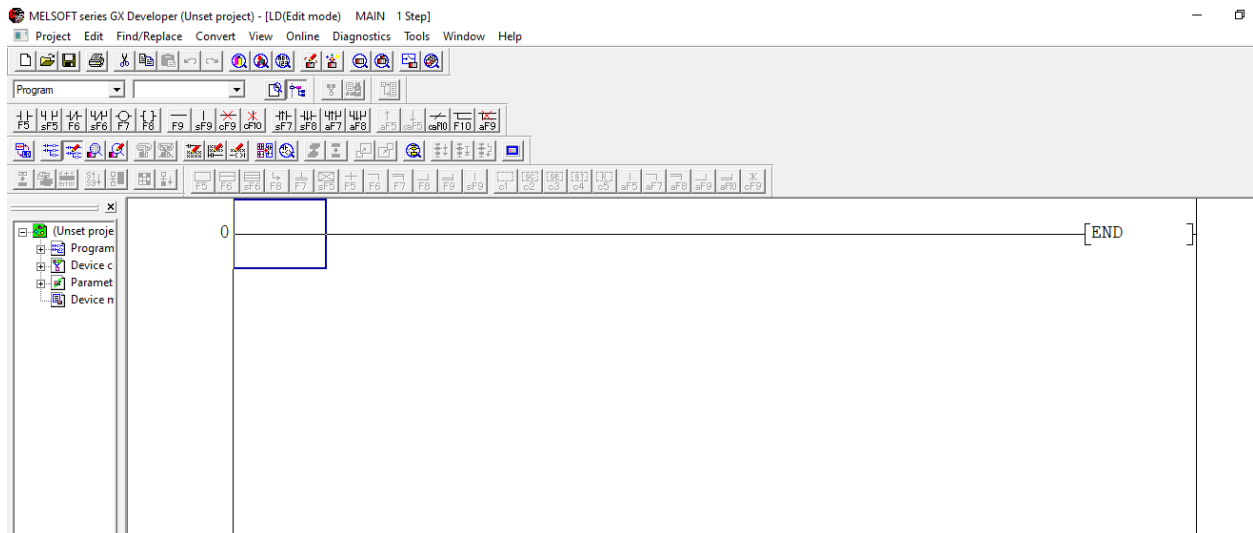 MELSOFT series GX Developer (Unset project) - [LD(Edit mode) MAIN 1 Step]
Project Edit Find/Replace Convert View Online Diagnostics Tools Window Help
Program
F5 sF5 F6 sF6 F7 F8 F9 sF9 cF9 cF10 sF7 sF8 aF7 aF8 aF5 caF5 caF10 F10 aF9
F5 F6 sF6 F8 F7 sF5 F5 F6 F7 F8 F9 sF9 c1 c2 c3 c4 c5 aF5 aF7 aF8 aF9 aF10 cF9
(Unset proje
Program
Device c
Paramet
Device m
0 [END ]